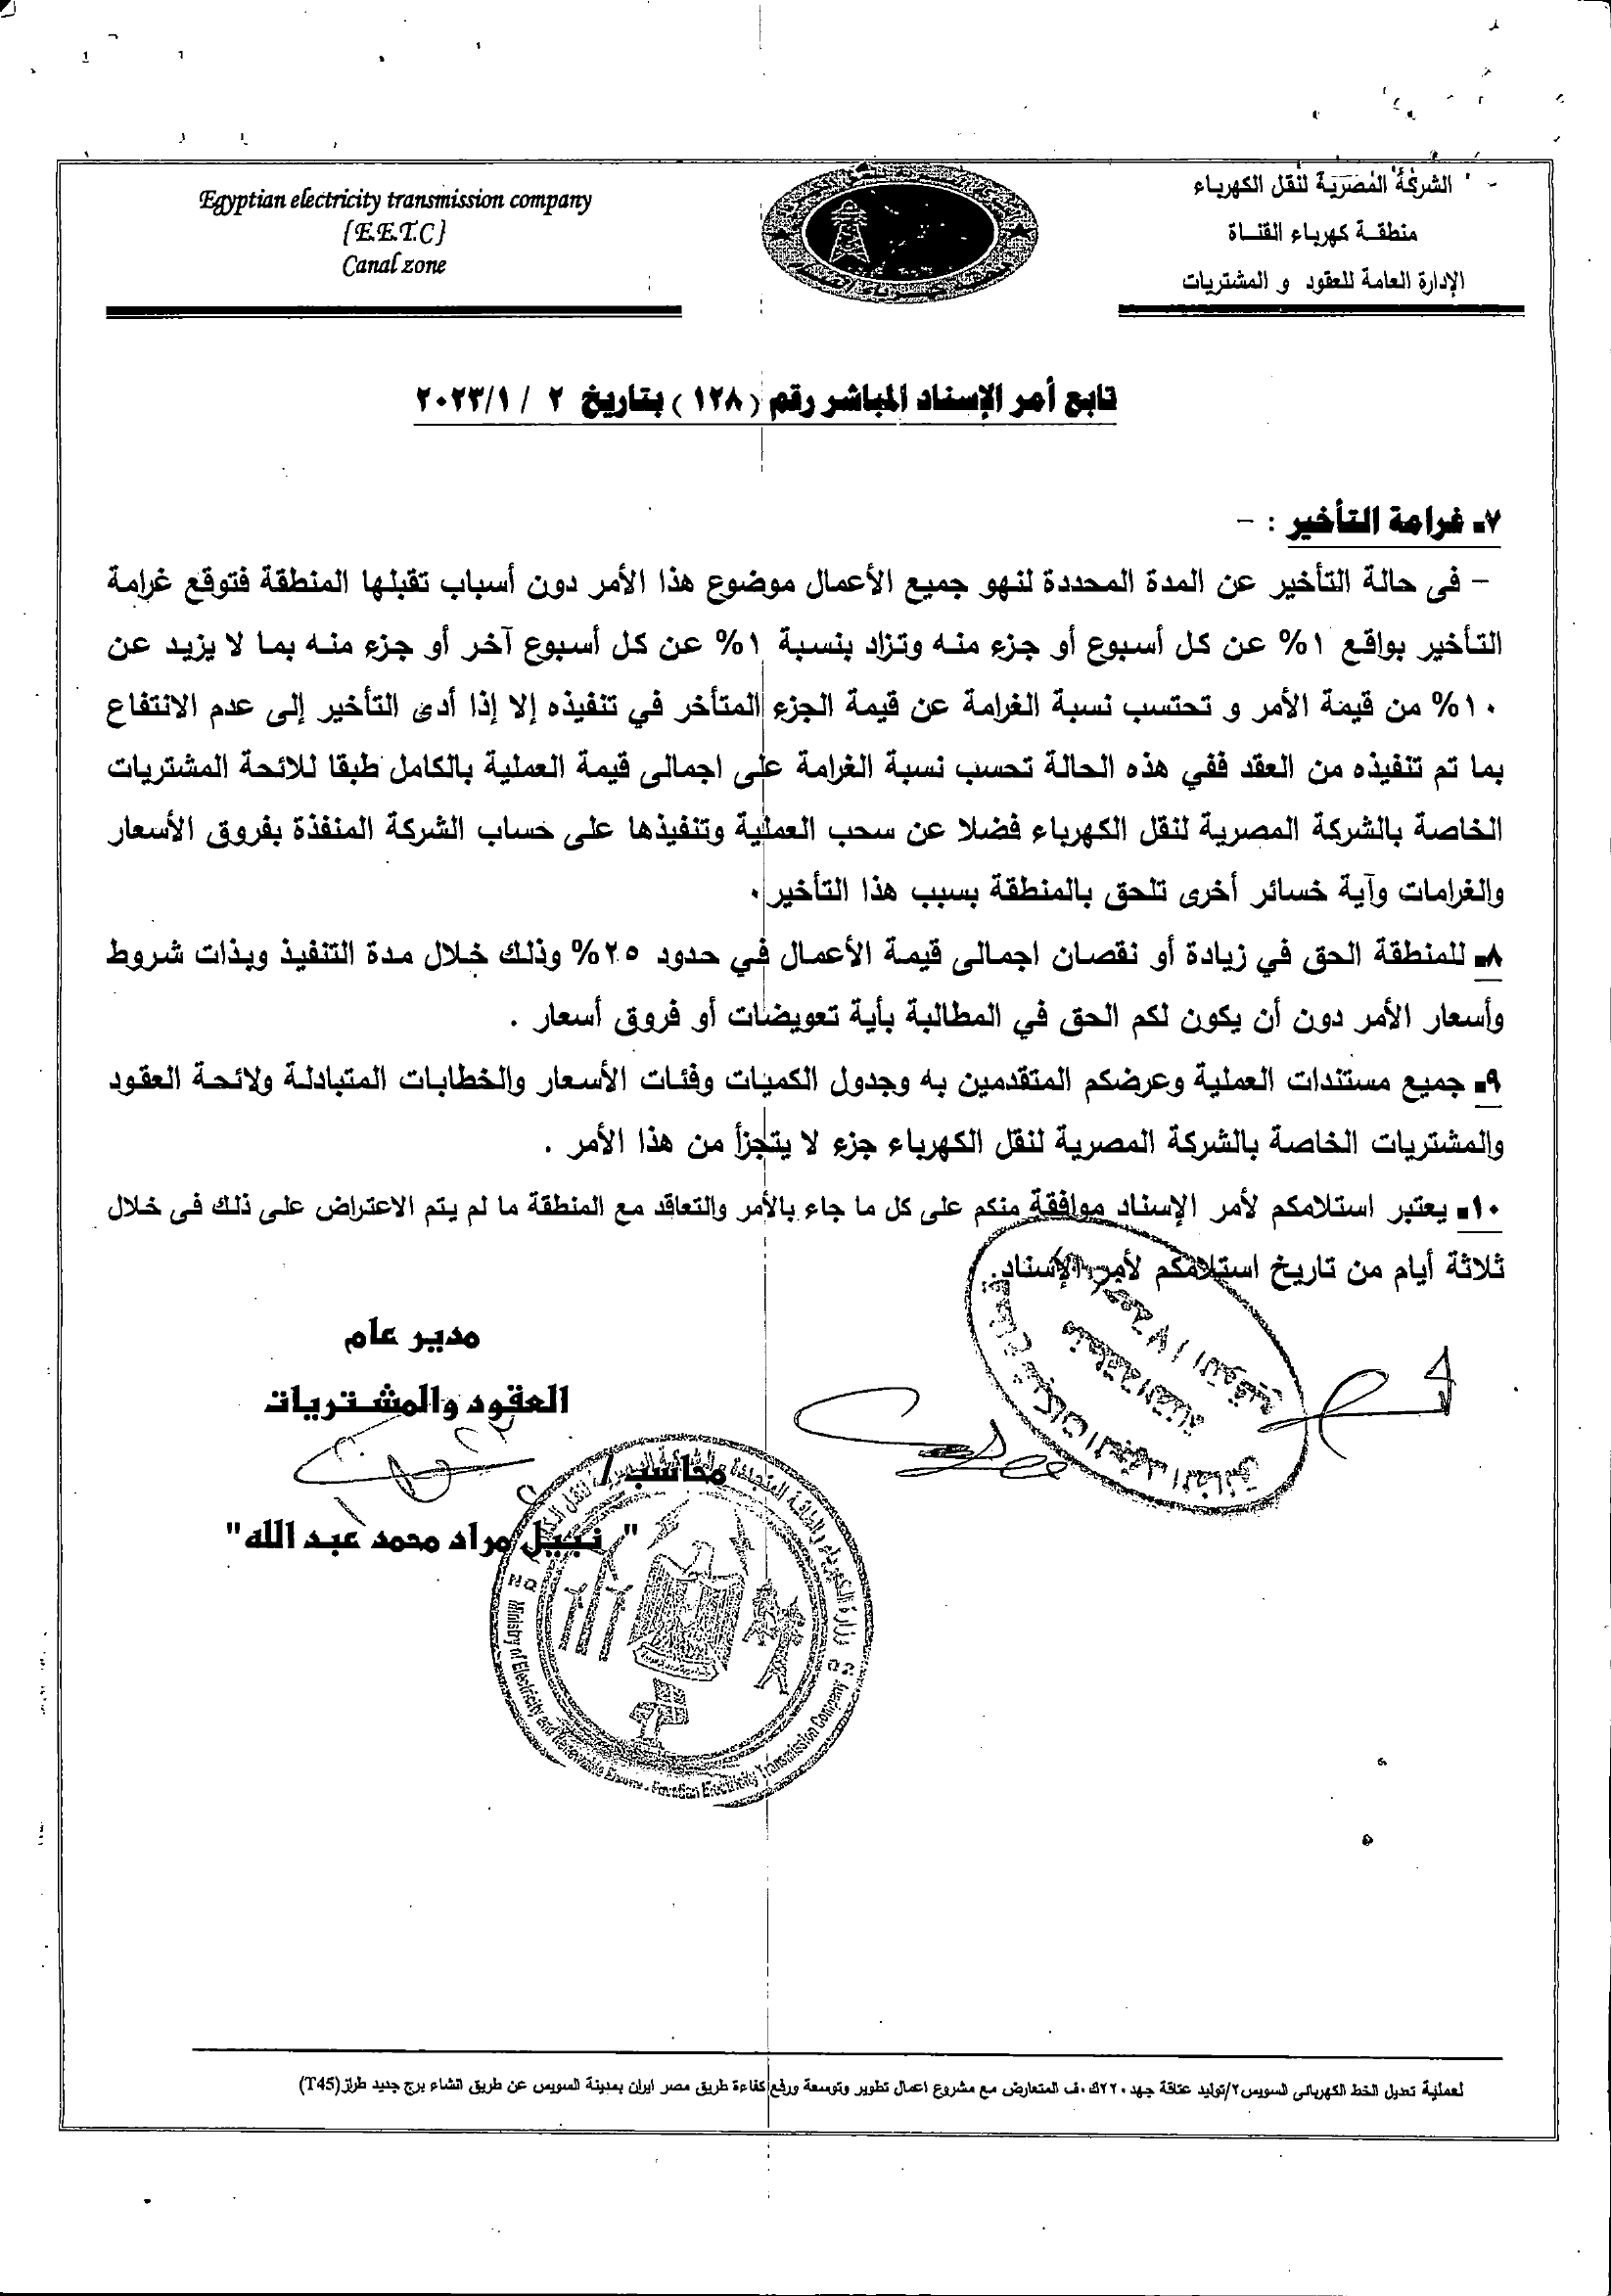 الشركة المصرية لنقل الكهرباء
منطقة كهرباء القناة
الإدارة العامة للعقود و المشتريات
Egyptian electricity transmission company
[E.E.T.C]
Canal zone
تابع أمر الإسناد المباشر رقم ( ١٢٨ ) بتاريخ ٢ / ٢٠٢٣/١
٧ـ غرامة التأخير : –
– فى حالة التأخير عن المدة المحددة لنهو جميع الأعمال موضوع هذا الأمر دون أسباب تقبلها المنطقة فتوقع غرامة
التأخير بواقع ١% عن كل أسبوع أو جزء منه وتزاد بنسبة ١% عن كل أسبوع آخر أو جزء منه بما لا يزيد عن
١٠% من قيمة الأمر و تحتسب نسبة الغرامة عن قيمة الجزء المتأخر في تنفيذه إلا إذا أدى التأخير إلى عدم الانتفاع
بما تم تنفيذه من العقد ففي هذه الحالة تحسب نسبة الغرامة على اجمالى قيمة العملية بالكامل طبقا للائحة المشتريات
الخاصة بالشركة المصرية لنقل الكهرباء فضلا عن سحب العملية وتنفيذها على حساب الشركة المنفذة بفروق الأسعار
والغرامات وآية خسائر أخرى تلحق بالمنطقة بسبب هذا التأخير٠
٨ـ للمنطقة الحق في زيادة أو نقصان اجمالى قيمة الأعمال في حدود ٢٥% وذلك خلال مدة التنفيذ وبذات شروط
وأسعار الأمر دون أن يكون لكم الحق في المطالبة بأية تعويضات أو فروق أسعار .
٩ـ جميع مستندات العملية وعرضكم المتقدمين به وجدول الكميات وفئات الأسعار والخطابات المتبادلة ولائحة العقود
والمشتريات الخاصة بالشركة المصرية لنقل الكهرباء جزء لا يتجزأ من هذا الأمر .
١٠ـ يعتبر استلامكم لأمر الإسناد موافقة منكم على كل ما جاء بالأمر والتعاقد مع المنطقة ما لم يتم الاعتراض على ذلك فى خلال
ثلاثة أيام من تاريخ استلامكم لأمر الإسناد.
مدير عام
العقود والمشتريات
محاسب /
" نبيل مراد محمد عبد الله"
Ministry of Electricity and Renewable Energy - Egyptian Electricity Transmission Company
لعملية تعديل الخط الكهربائى السويس٢/توليد عتاقة جهد ٢٢٠ك.ف المتعارض مع مشروع اعمال تطوير وتوسعة ورفع كفاءة طريق مصر ايران بمدينة السويس عن طريق انشاء برج جديد طراز(T45)